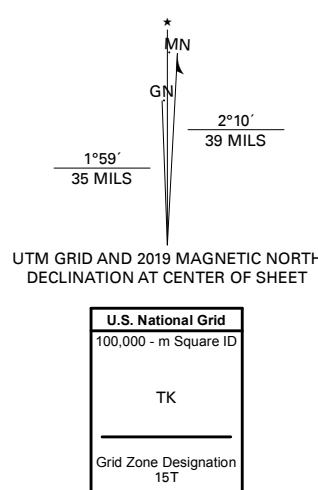 ★
MN
GN
2°10´
39 MILS
1°59´
35 MILS
UTM GRID AND 2019 MAGNETIC NORTH
DECLINATION AT CENTER OF SHEET
U.S. National Grid
100,000 - m Square ID
TK
Grid Zone Designation
15T